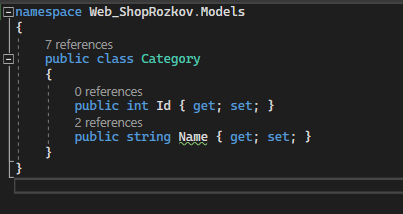 namespace Web_ShopRozkov.Models
{
7 references
public class Category
{
0 references
public int Id { get; set; }
2 references
public string Name { get; set; }
}
}